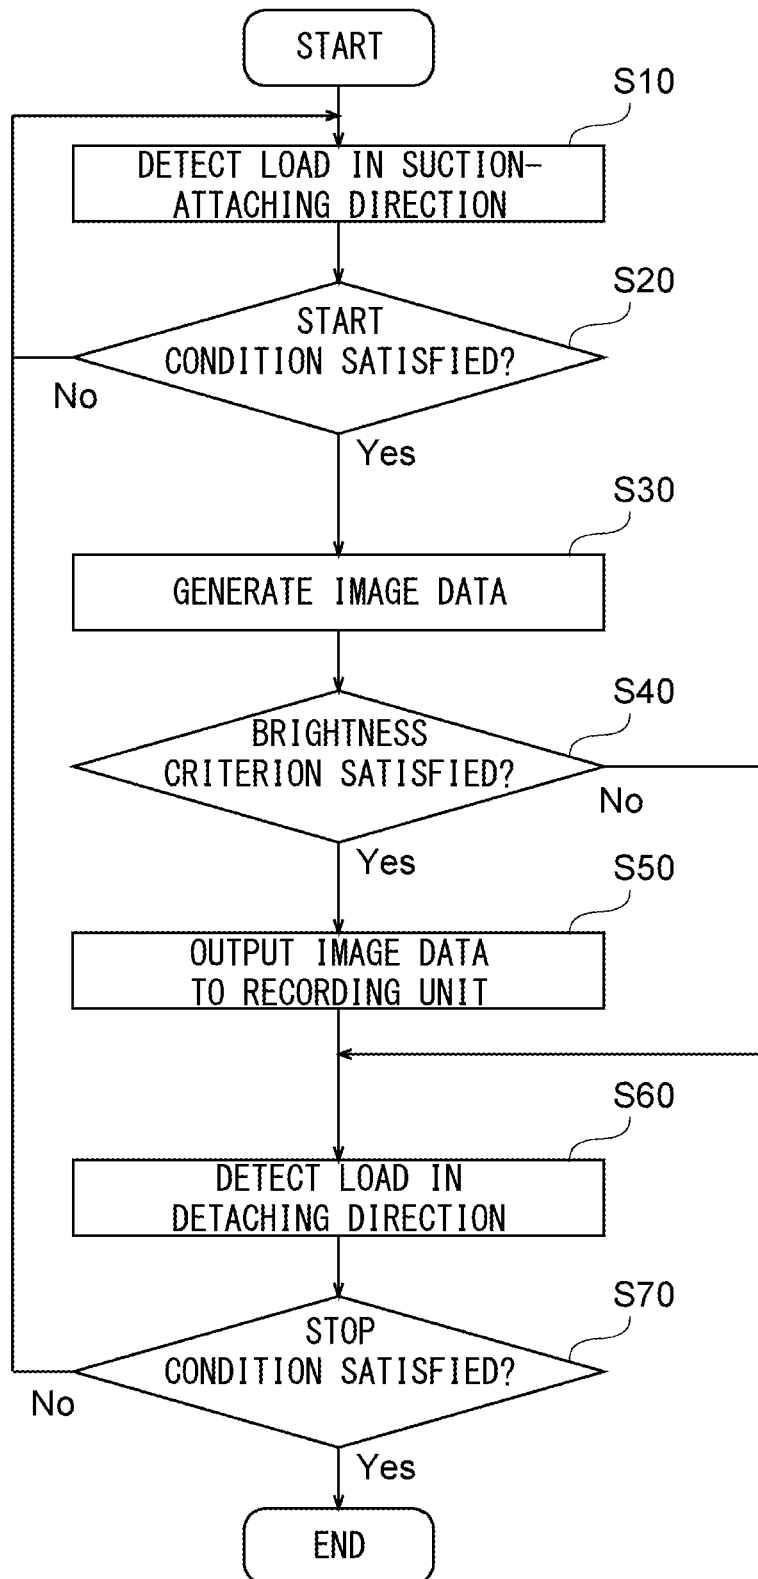 START
S10
DETECT LOAD IN SUCTION-
ATTACHING DIRECTION
S20
START
CONDITION SATISFIED?
No
Yes
S30
GENERATE IMAGE DATA
S40
BRIGHTNESS
CRITERION SATISFIED?
No
Yes
S50
OUTPUT IMAGE DATA
TO RECORDING UNIT
S60
DETECT LOAD IN
DETACHING DIRECTION
S70
STOP
CONDITION SATISFIED?
No
Yes
END